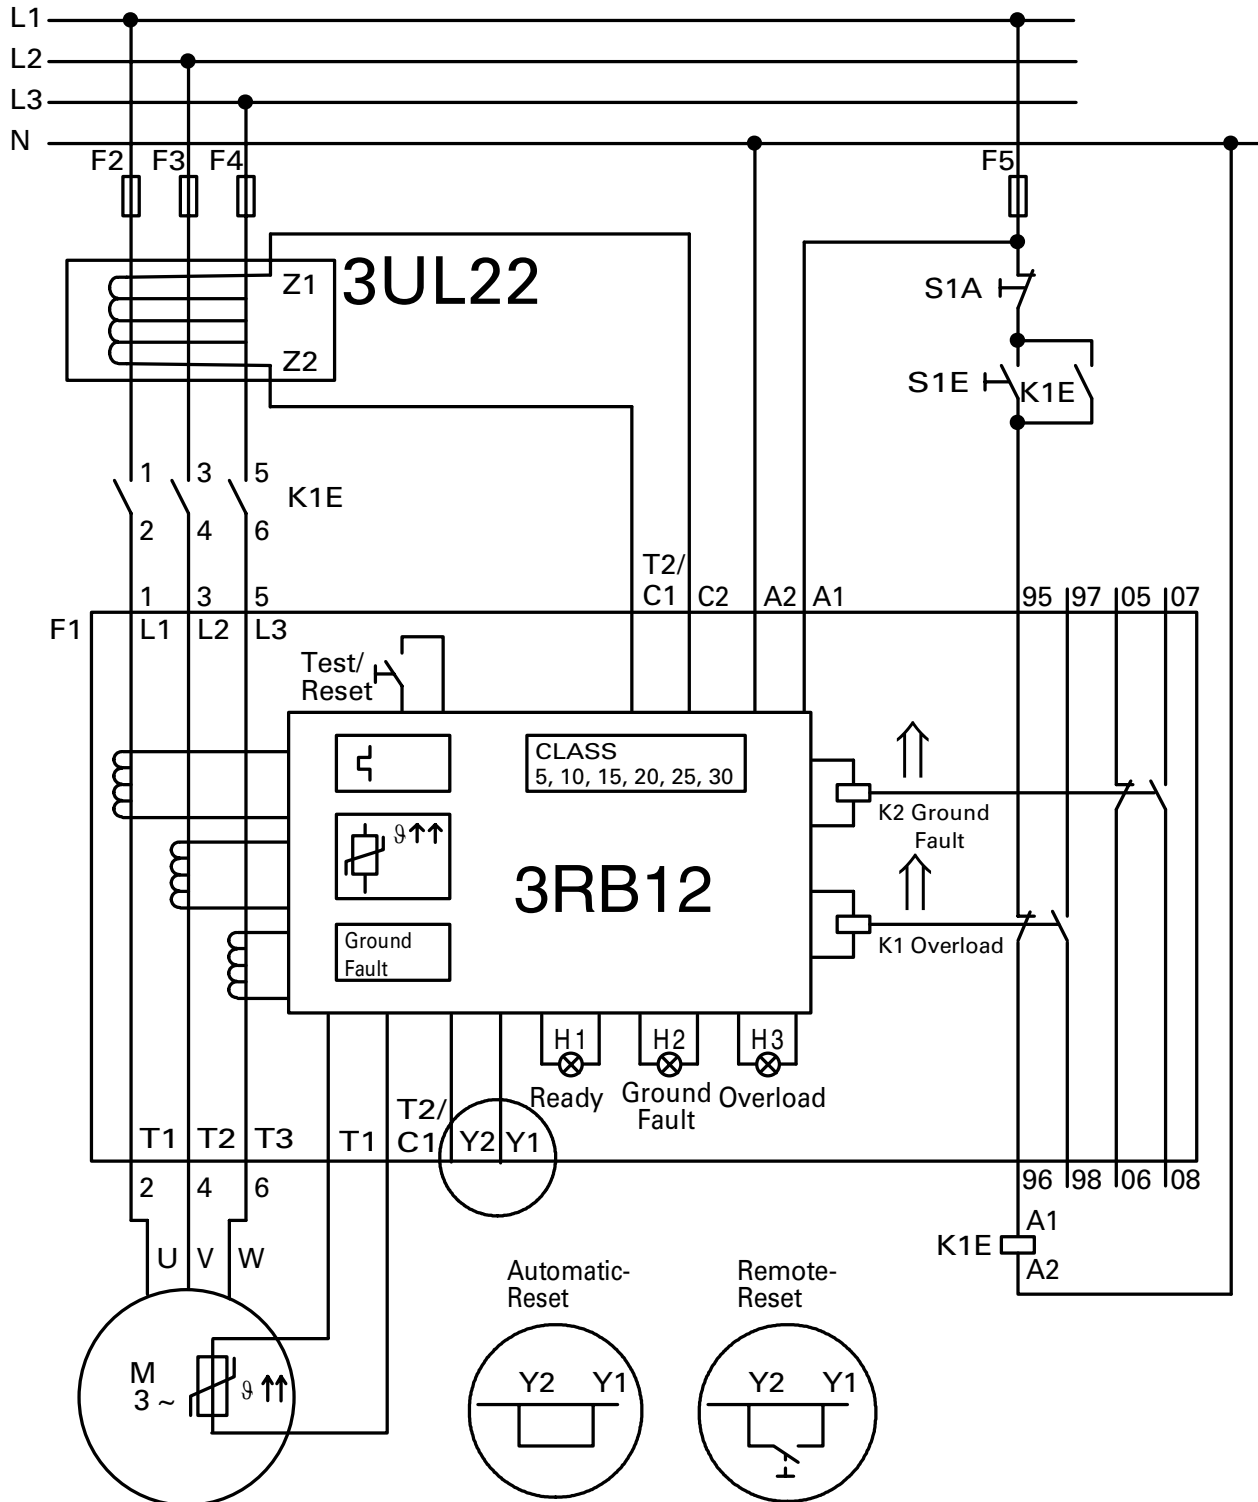 L1
L2
L3
N
F2 F3 F4 F5
Z1 3UL22
S1A
Z2
S1E K1E
1 3 5
K1E
2 4 6
T2/
C1 C2 A2 A1
1 3 5
95 97 05 07
F1 L1 L2 L3
Test/
Reset
CLASS
5, 10, 15, 20, 25, 30
K2 Ground
Fault
ϑ↑↑
3RB12
Ground
Fault
K1 Overload
H1 H2 H3
Ready Ground Overload
Fault
T2/
T1 T2 T3 T1 C1 Y2 Y1
2 4 6
96 98 06 08
A1
K1E
A2
U V W
Automatic-
Reset
Remote-
Reset
M
3 ~
ϑ ↑↑
Y2 Y1
Y2 Y1